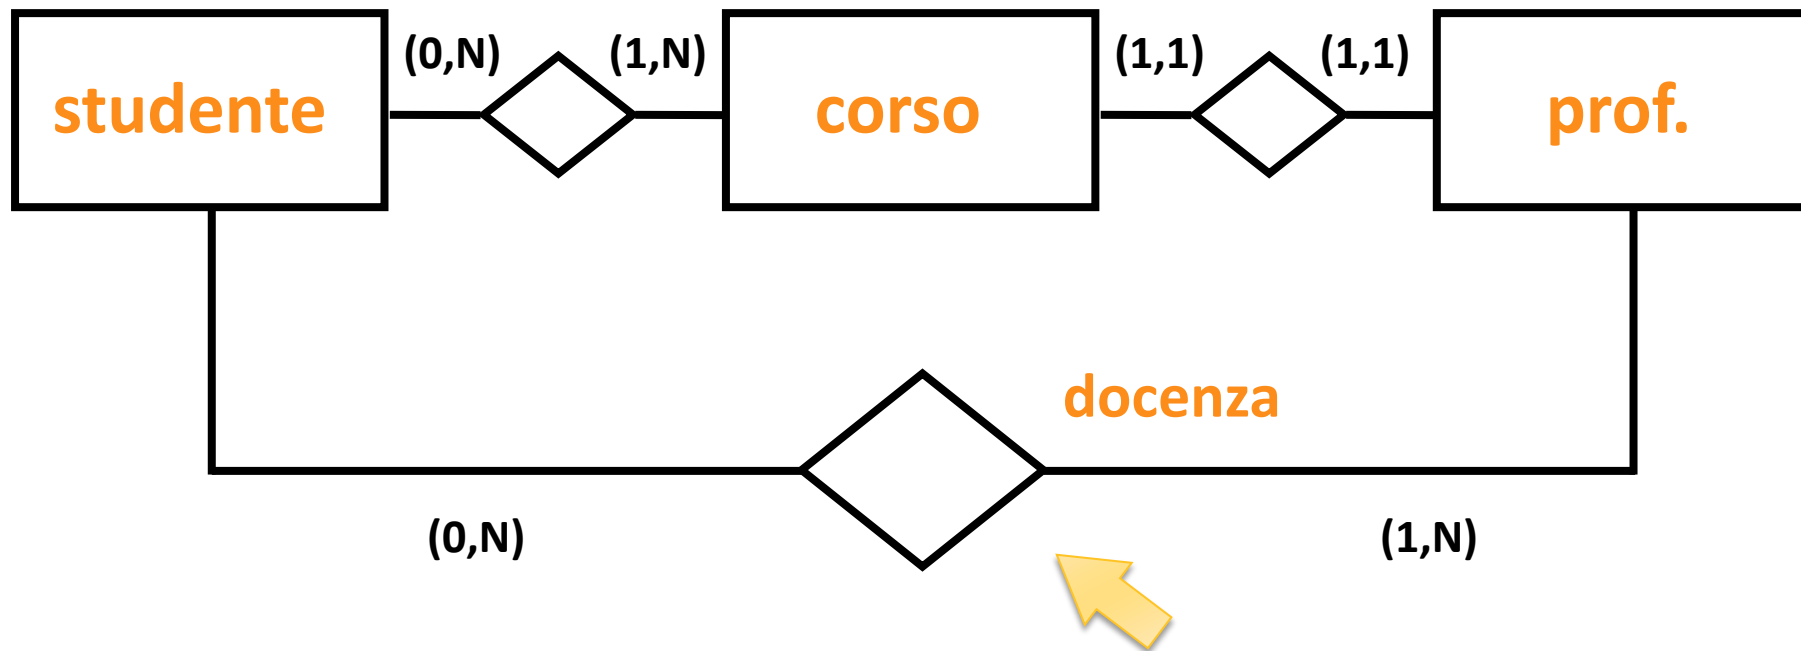 (0,N) (1,N) (1,1) (1,1)
studente corso prof.
docenza
(0,N) (1,N)